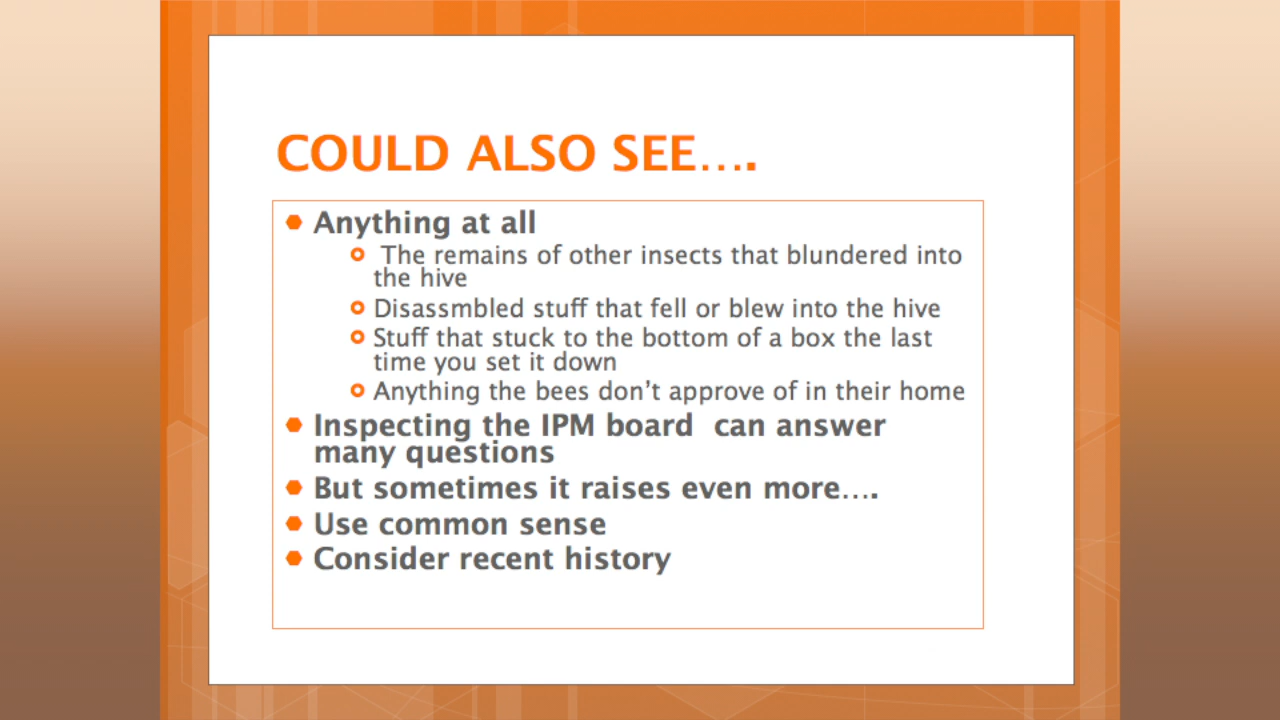 COULD ALSO SEE….
Anything at all
The remains of other insects that blundered into
the hive
Disassmbled stuff that fell or blew into the hive
Stuff that stuck to the bottom of a box the last
time you set it down
Anything the bees don’t approve of in their home
Inspecting the IPM board  can answer
many questions
But sometimes it raises even more….
Use common sense
Consider recent history